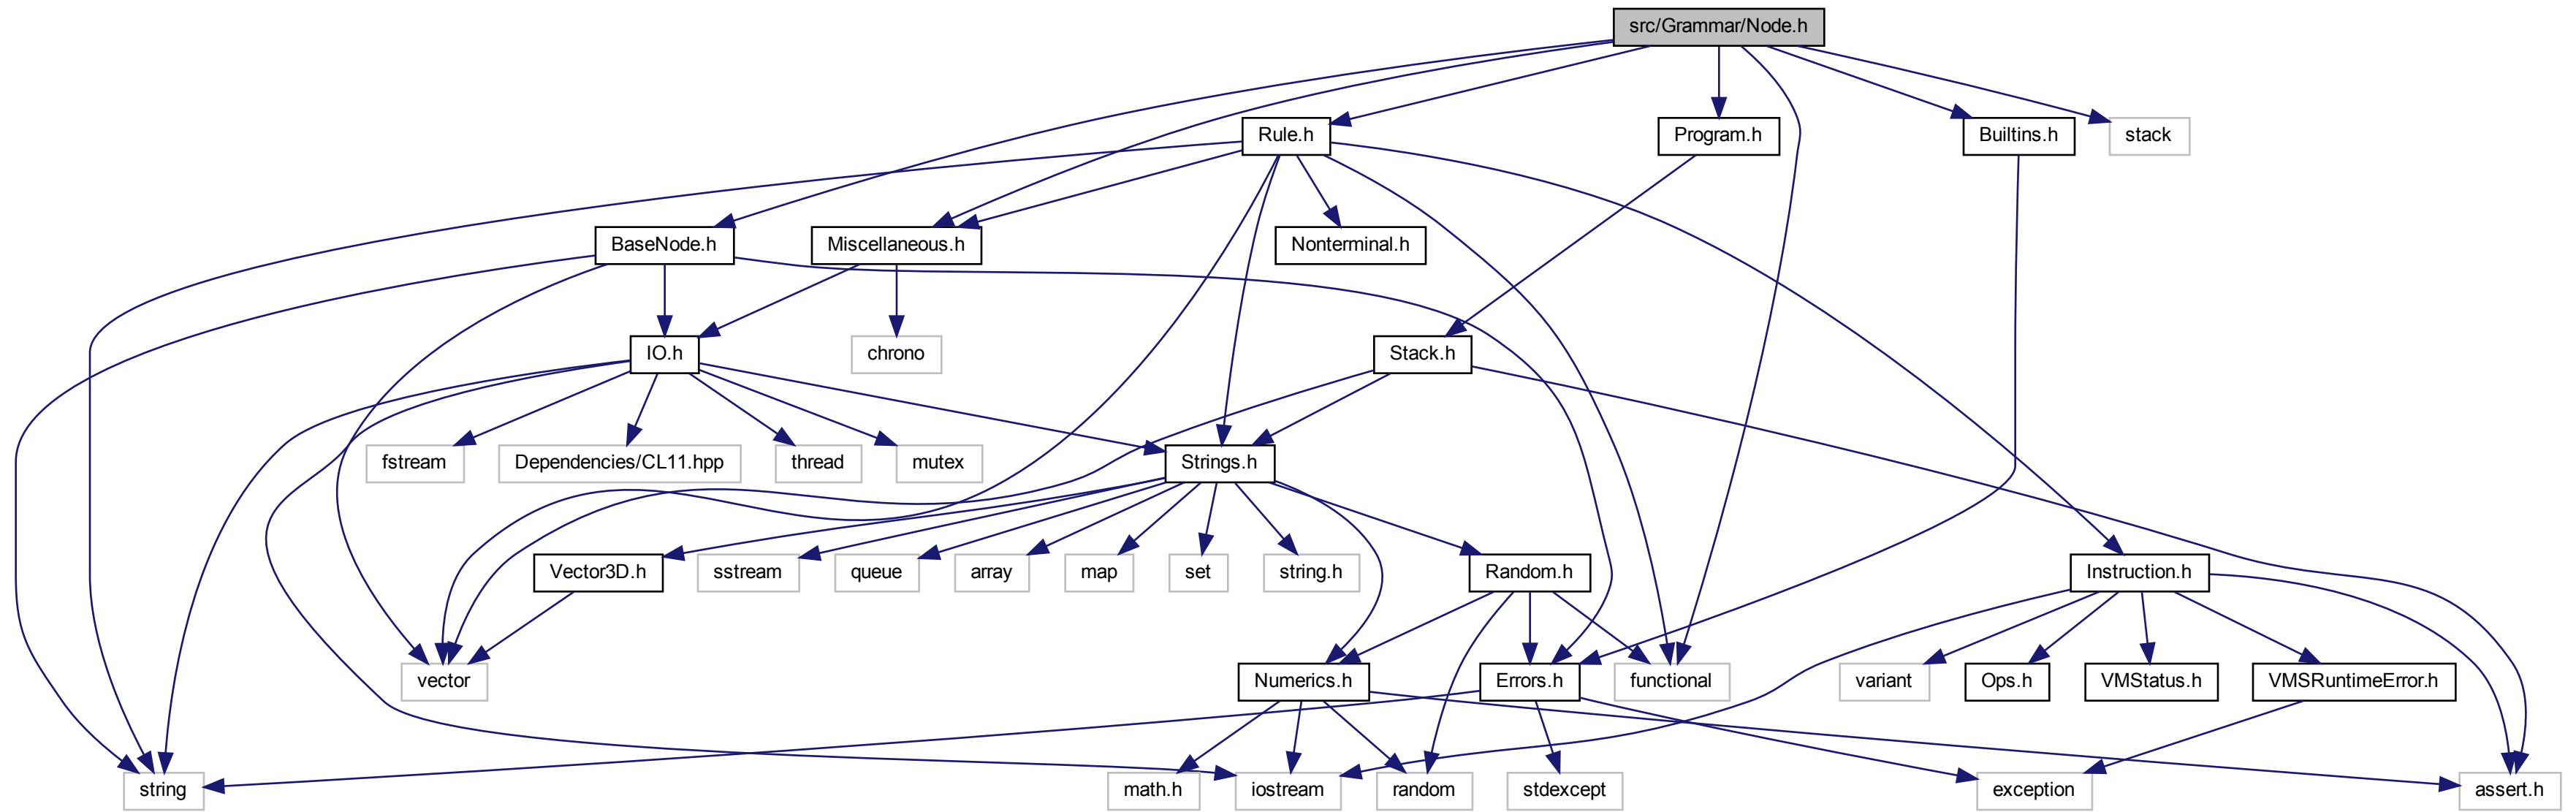 src/Grammar/Node.h
Rule.h
Program.h
Builtins.h
stack
BaseNode.h
Miscellaneous.h
Nonterminal.h
IO.h
chrono
Stack.h
fstream
Dependencies/CL11.hpp
thread
mutex
Strings.h
Vector3D.h
sstream
queue
array
map
set
string.h
Random.h
Instruction.h
vector
Numerics.h
Errors.h
functional
variant
Ops.h
VMStatus.h
VMSRuntimeError.h
string
math.h
iostream
random
stdexcept
exception
assert.h